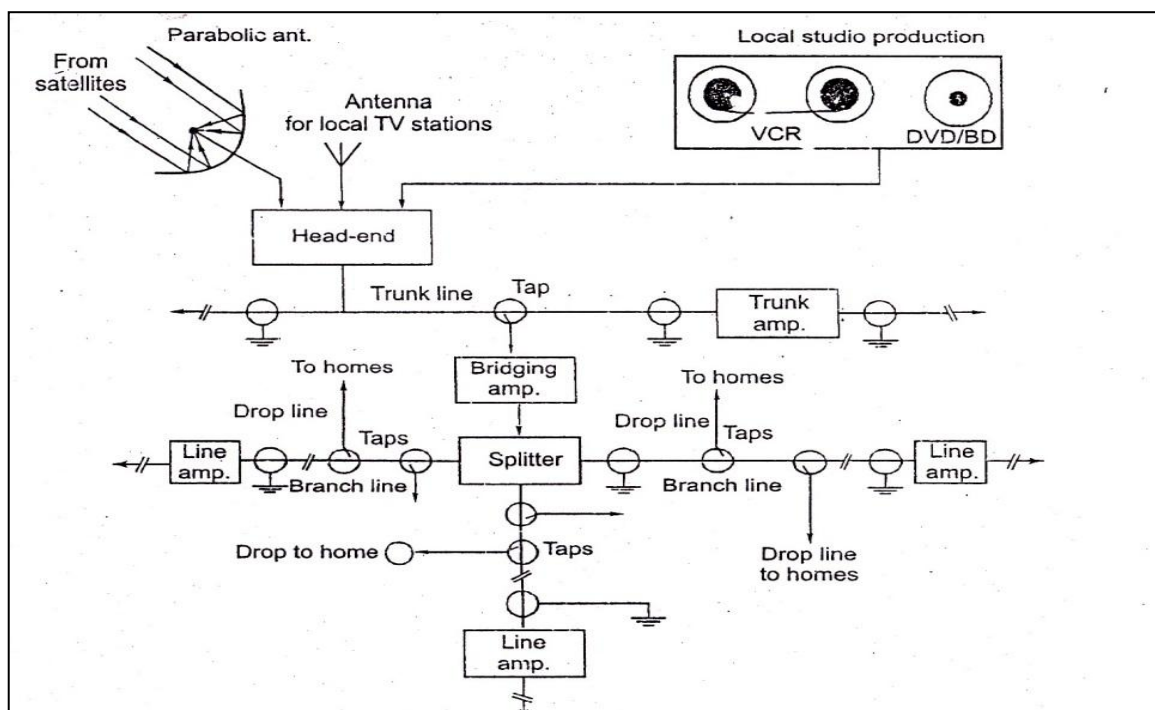 Parabolic ant.
From
satellites
Antenna
for local TV stations
Local studio production
VCR
DVD/BD
Head-end
Trunk line
Tap
Trunk
amp.
To homes
Bridging
amp.
To homes
Drop line
Drop line
Line
amp.
Taps
Splitter
Taps
Line
amp.
Branch line
Branch line
Drop to home
Taps
Drop line
to homes
Line
amp.